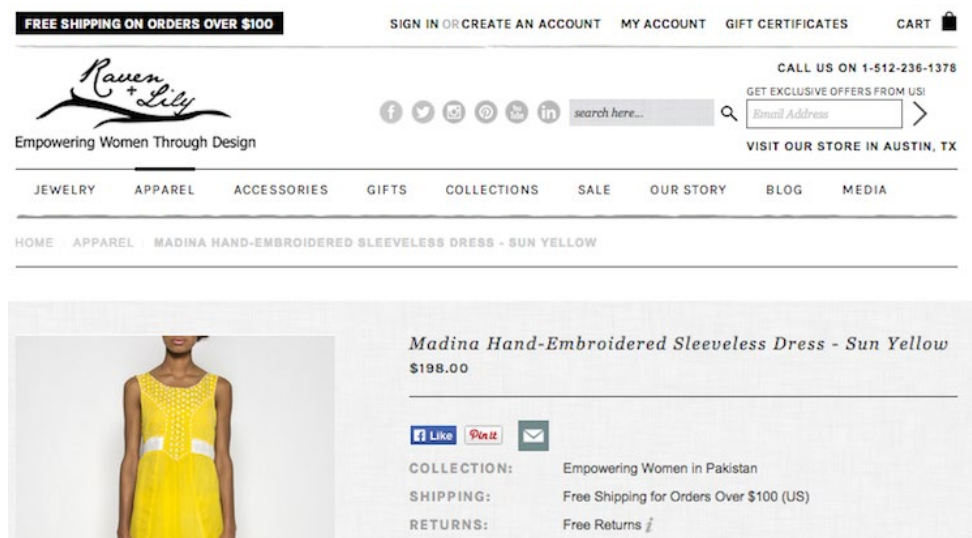 FREE SHIPPING ON ORDERS OVER $100
SIGN IN OR CREATE AN ACCOUNT MY ACCOUNT GIFT CERTIFICATES CART
Raven + Lily
Empowering Women Through Design
CALL US ON 1-512-236-1378
GET EXCLUSIVE OFFERS FROM US!
search here...
Email Address
VISIT OUR STORE IN AUSTIN, TX
JEWELRY APPAREL ACCESSORIES GIFTS COLLECTIONS SALE OUR STORY BLOG MEDIA
HOME APPAREL MADINA HAND-EMBROIDERED SLEEVELESS DRESS - SUN YELLOW
Madina Hand-Embroidered Sleeveless Dress - Sun Yellow
$198.00
Like Pin it
COLLECTION: Empowering Women in Pakistan
SHIPPING: Free Shipping for Orders Over $100 (US)
RETURNS: Free Returns i